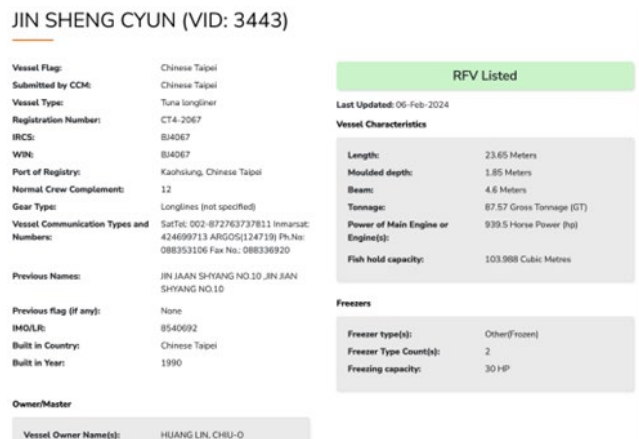 JIN SHENG CYUN (VID: 3443)
Vessel Flag: Chinese Taipei
Submitted by CCM: Chinese Taipei
Vessel Type: Tuna longliner
Registration Number: CT4-2067
IRCS: BJ4067
WIN: BJ4067
Port of Registry: Kaohsiung, Chinese Taipei
Normal Crew Complement: 12
Gear Type: Longlines (not specified)
Vessel Communication Types and Numbers: SatTel: 002-872763737811 Inmarsat:
424699713 ARGOS(124719) Ph.No:
088353106 Fax No.: 088336920
Previous Names: JIN JAAN SHYANG NO.10 ,JIN JIAN
SHYANG NO.10
Previous flag (if any): None
IMO/LR: 8540692
Built in Country: Chinese Taipei
Built in Year: 1990
Owner/Master
Vessel Owner Name(s): HUANG LIN, CHIU-O
RFV Listed
Last Updated: 06-Feb-2024
Vessel Characteristics
Length: 23.65 Meters
Moulded depth: 1.85 Meters
Beam: 4.6 Meters
Tonnage: 87.57 Gross Tonnage (GT)
Power of Main Engine or Engine(s): 939.5 Horse Power (hp)
Fish hold capacity: 103.988 Cubic Metres
Freezers
Freezer type(s): Other(Frozen)
Freezer Type Count(s): 2
Freezing capacity: 30 HP